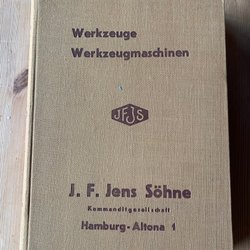 Werkzeuge
Werkzeugmaschinen
JFJS
J. F. Jens Söhne
Kommanditgesellschaft
Hamburg-Altona 1